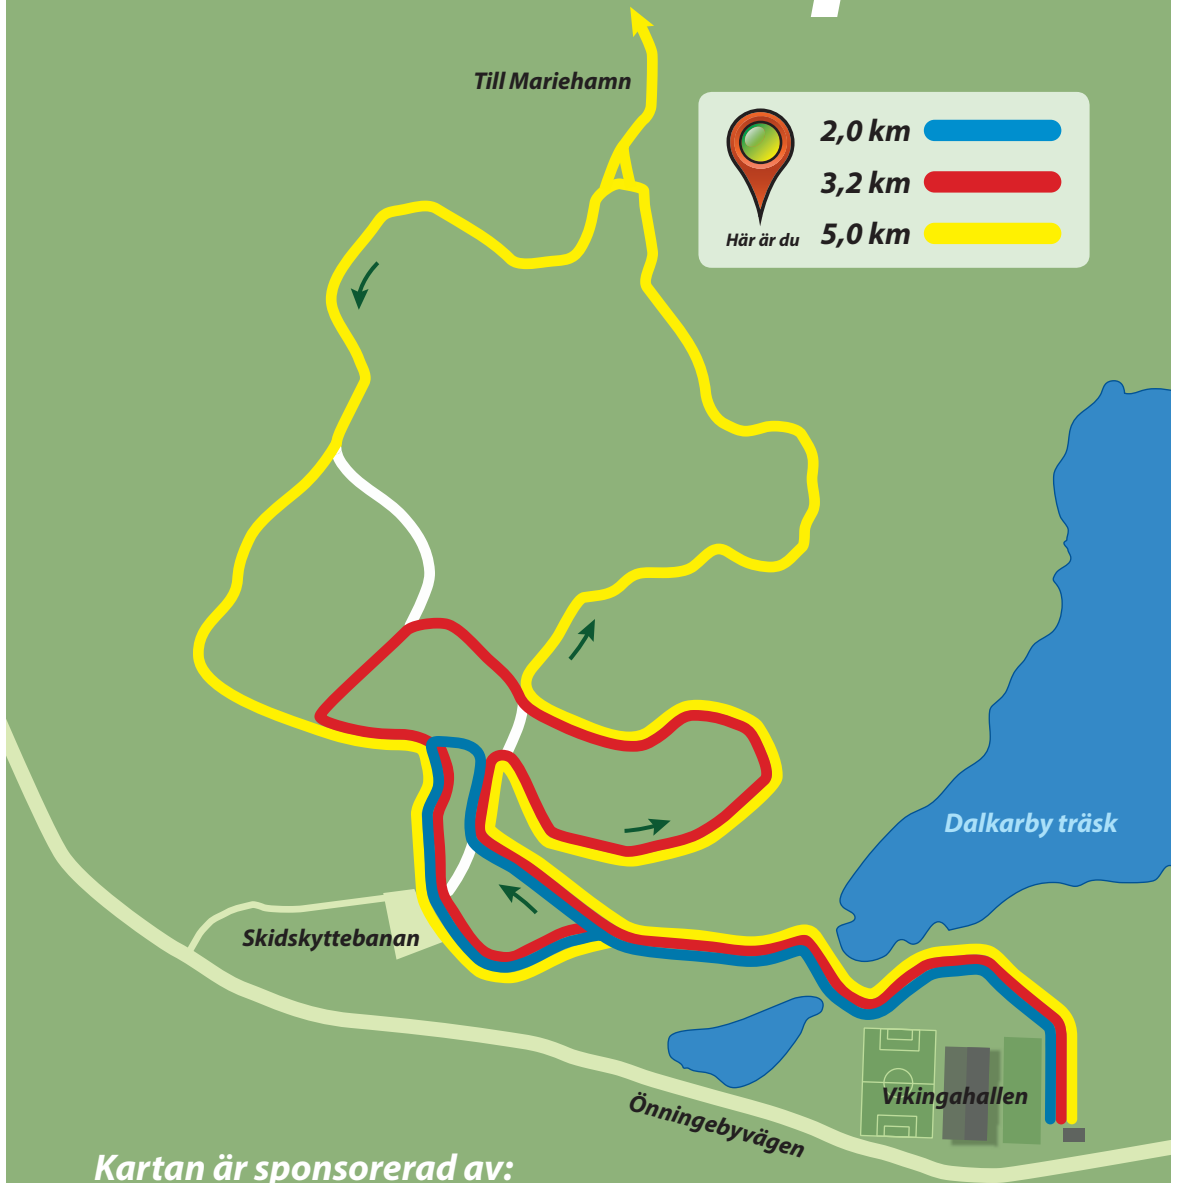 Till Mariehamn
2,0 km
3,2 km
Här är du
5,0 km
Dalkarby träsk
Skidskyttebanan
Vikingahallen
Önningebyvägen
Kartan är sponsorerad av: